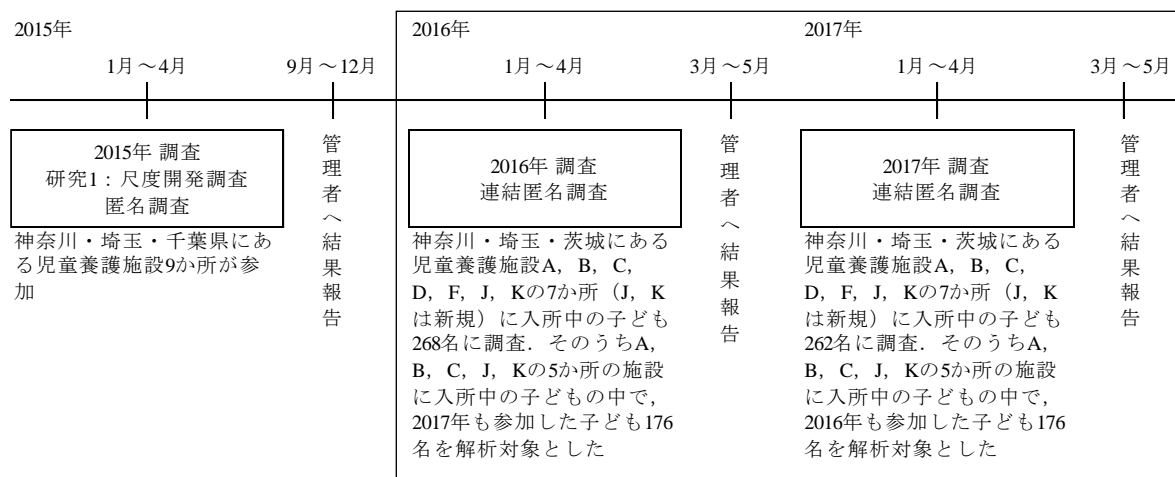 2015年
1月～4月
9月～12月
2015年 調査
研究1：尺度開発調査
匿名調査
神奈川・埼玉・千葉県にあ
る児童養護施設9か所が参
加
管理者へ結果報告
2016年
1月～4月
3月～5月
2016年 調査
連結匿名調査
神奈川・埼玉・茨城にある
児童養護施設A，B，C，
D，F，J，Kの7か所（J，K
は新規）に入所中の子ども
268名に調査．そのうちA，
B，C，J，Kの5か所の施設
に入所中の子どもの中で，
2017年も参加した子ども176
名を解析対象とした
管理者へ結果報告
2017年
1月～4月
3月～5月
2017年 調査
連結匿名調査
神奈川・埼玉・茨城にある
児童養護施設A，B，C，
D，F，J，Kの7か所（J，K
は新規）に入所中の子ども
262名に調査．そのうちA，
B，C，J，Kの5か所の施設
に入所中の子どもの中で，
2016年も参加した子ども176
名を解析対象とした
管理者へ結果報告